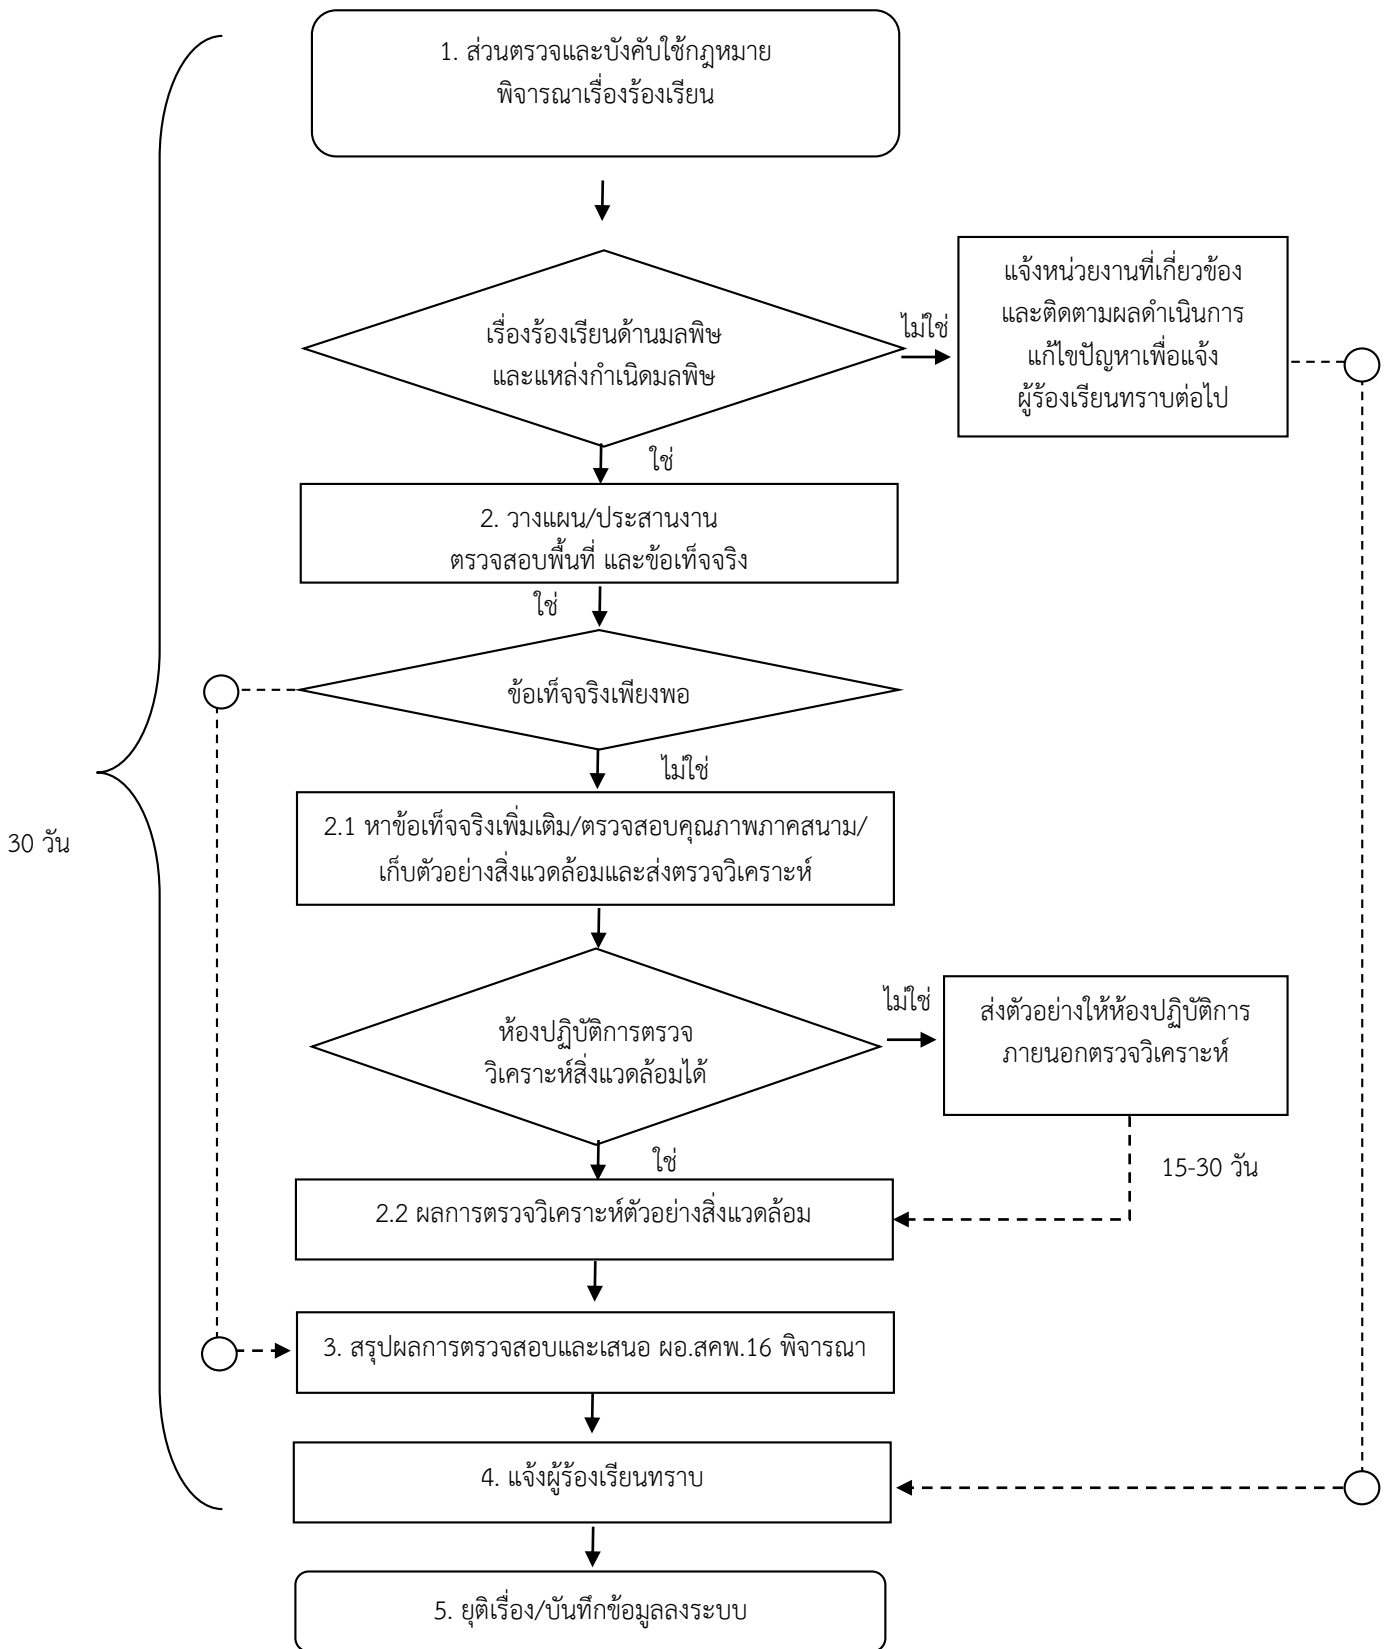 1. ส่วนตรวจและบังคับใช้กฎหมาย
พิจารณาเรื่องร้องเรียน
เรื่องร้องเรียนด้านมลพิษ
และแหล่งกำเนิดมลพิษ
ไม่ใช่
แจ้งหน่วยงานที่เกี่ยวข้อง
และติดตามผลดำเนินการ
แก้ไขปัญหาเพื่อแจ้ง
ผู้ร้องเรียนทราบต่อไป
ใช่
2. วางแผน/ประสานงาน
ตรวจสอบพื้นที่ และข้อเท็จจริง
ใช่
ข้อเท็จจริงเพียงพอ
ไม่ใช่
2.1 หาข้อเท็จจริงเพิ่มเติม/ตรวจสอบคุณภาพภาคสนาม/
เก็บตัวอย่างสิ่งแวดล้อมและส่งตรวจวิเคราะห์
30 วัน
ห้องปฏิบัติการตรวจ
วิเคราะห์สิ่งแวดล้อมได้
ไม่ใช่
ส่งตัวอย่างให้ห้องปฏิบัติการ
ภายนอกตรวจวิเคราะห์
ใช่
15-30 วัน
2.2 ผลการตรวจวิเคราะห์ตัวอย่างสิ่งแวดล้อม
3. สรุปผลการตรวจสอบและเสนอ ผอ.สคพ.16 พิจารณา
4. แจ้งผู้ร้องเรียนทราบ
5. ยุติเรื่อง/บันทึกข้อมูลลงระบบ